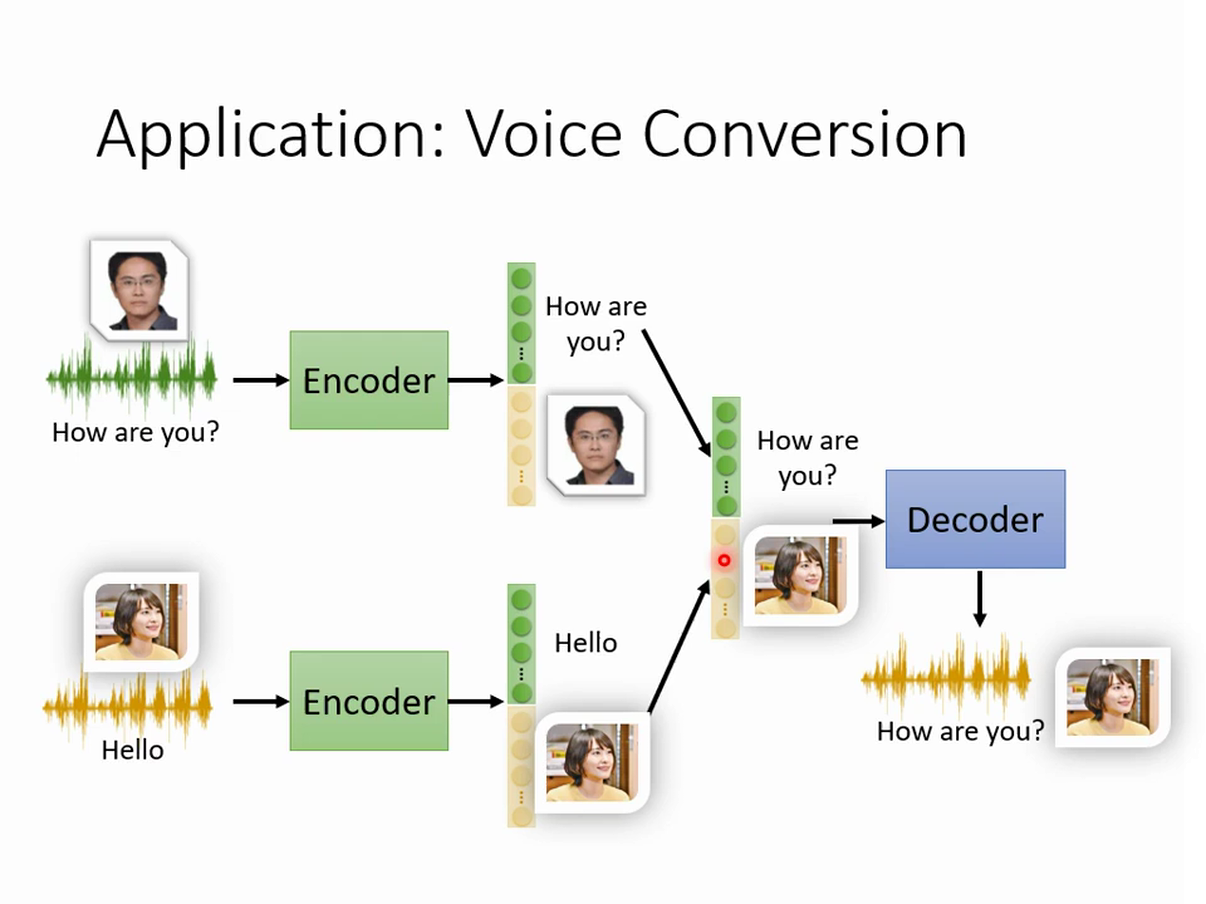 Application: Voice Conversion
How are you?
Encoder
How are
you?
Hello
Encoder
Hello
How are
you?
Decoder
How are you?